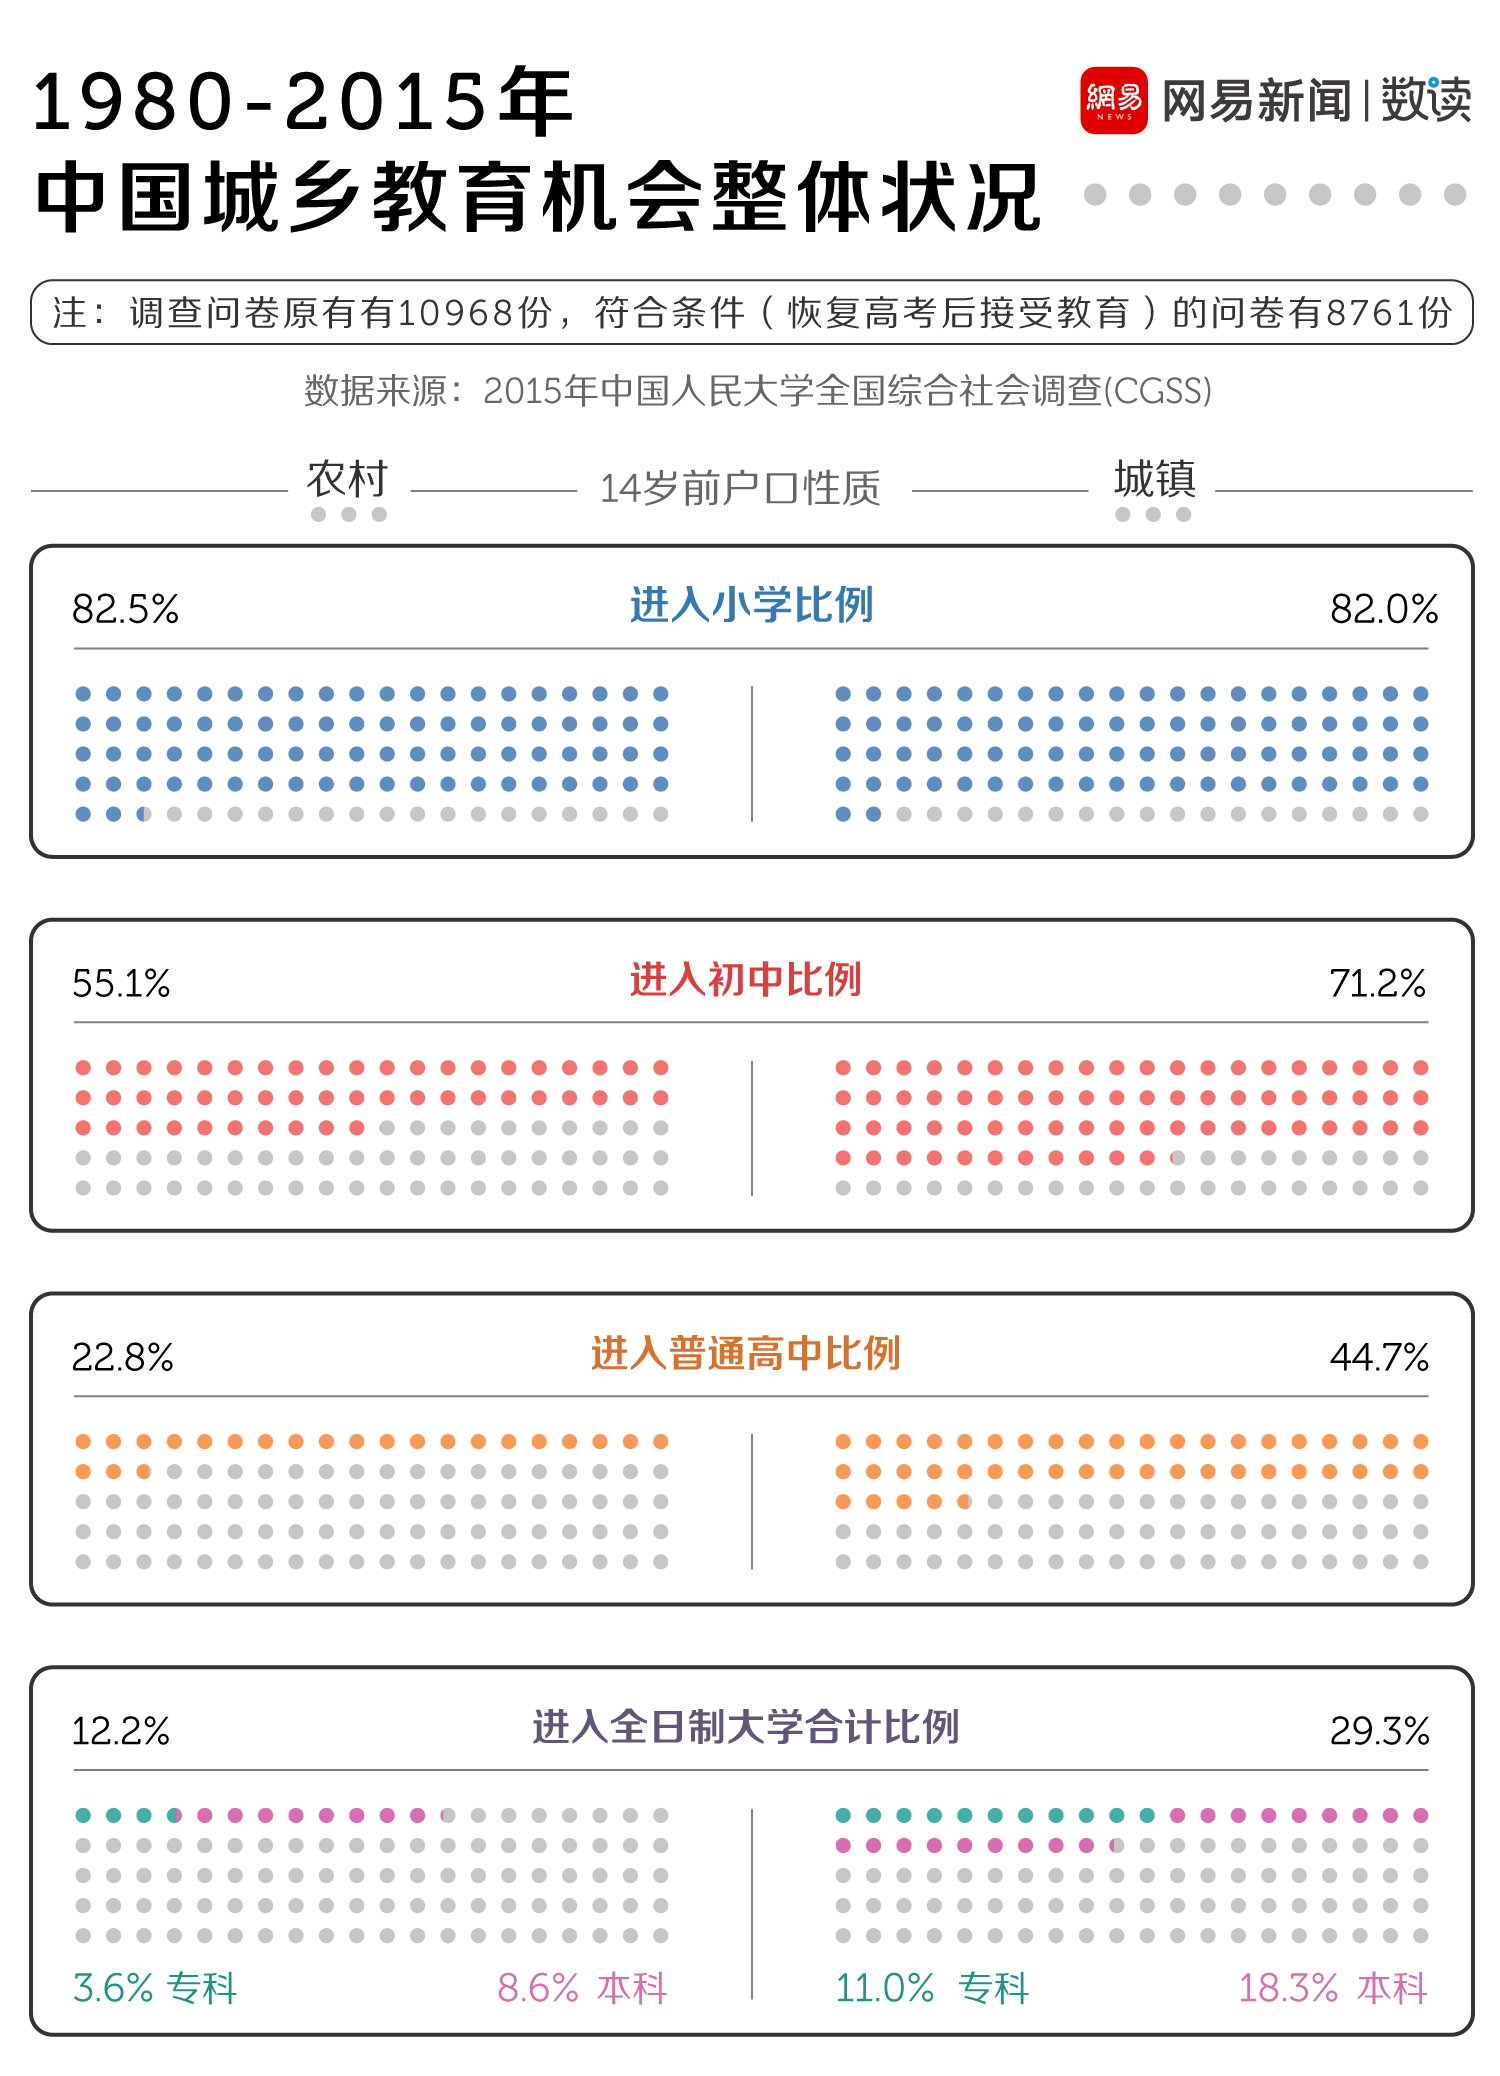 1980-2015年
中国城乡教育机会整体状况
網易
NEWS
网易新闻|数读
注：调查问卷原有有10968份，符合条件（恢复高考后接受教育）的问卷有8761份
数据来源：2015年中国人民大学全国综合社会调查(CGSS)
农村 14岁前户口性质 城镇
82.5% 进入小学比例 82.0%
55.1% 进入初中比例 71.2%
22.8% 进入普通高中比例 44.7%
12.2% 进入全日制大学合计比例 29.3%
3.6% 专科 8.6% 本科 11.0% 专科 18.3% 本科